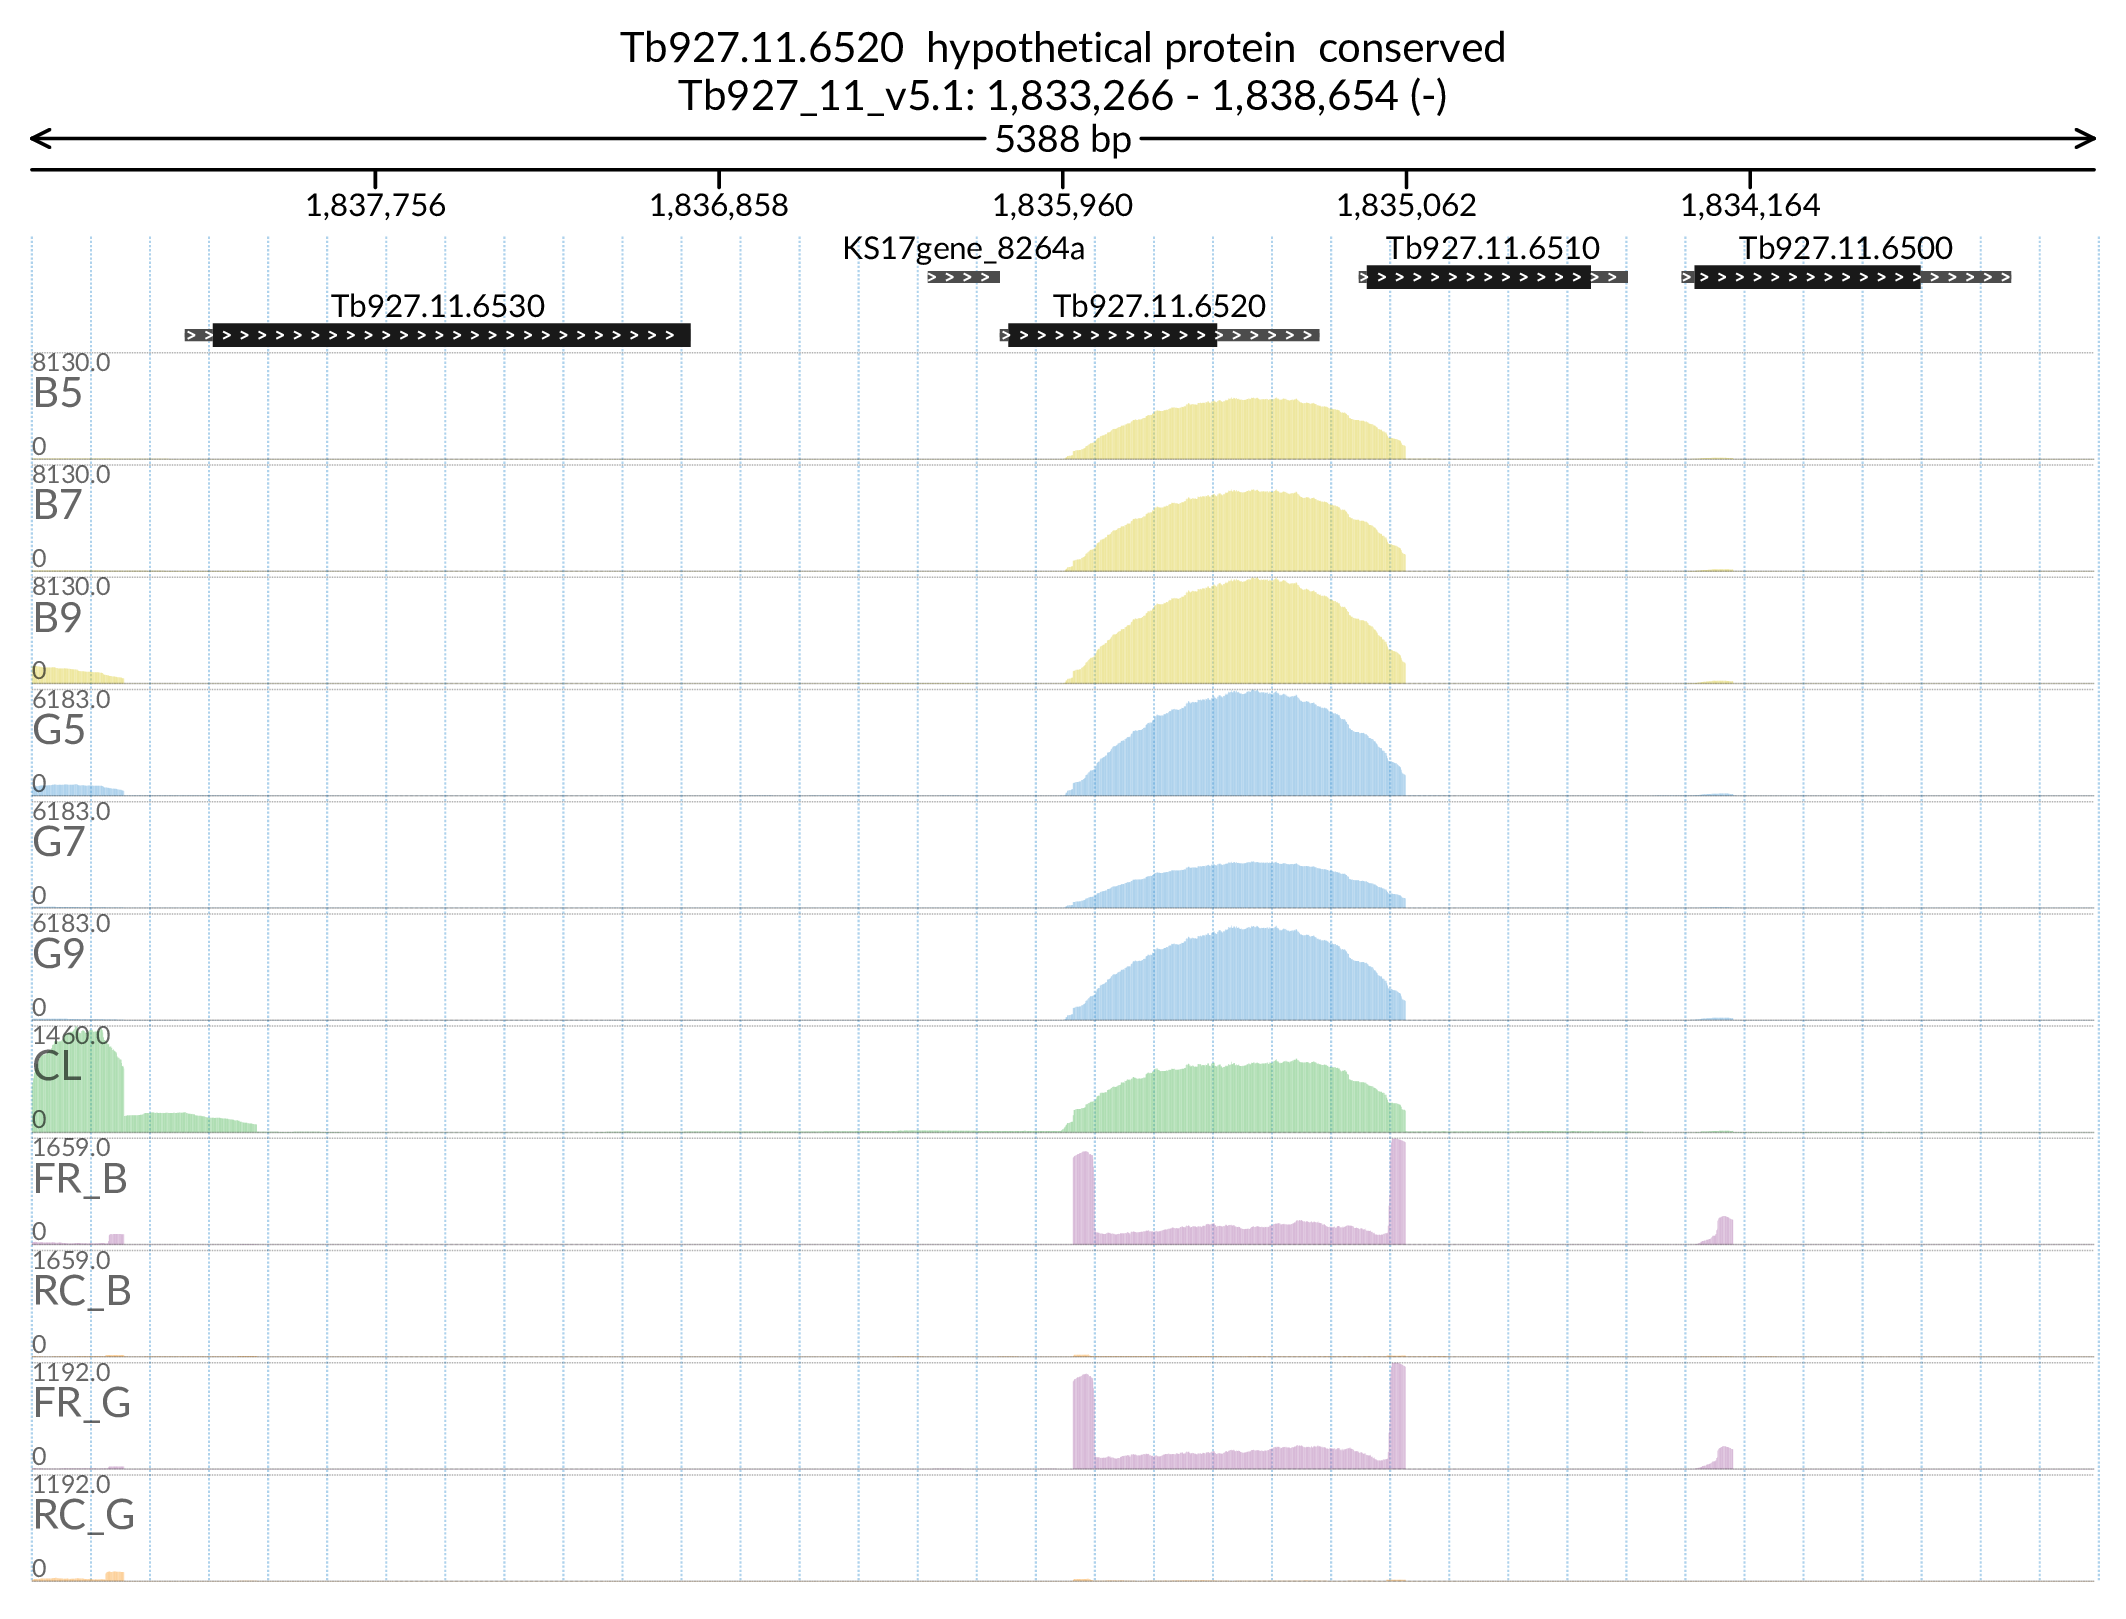 Tb927.11.6520 hypothetical protein conserved
Tb927_11_v5.1: 1,833,266 - 1,838,654 (-)
5388 bp
1,837,756 1,836,858 1,835,960 1,835,062 1,834,164
KS17gene_8264a Tb927.11.6510 Tb927.11.6500
Tb927.11.6530 Tb927.11.6520
8130.0
B5
0
8130.0
B7
0
8130.0
B9
0
6183.0
G5
0
6183.0
G7
0
6183.0
G9
0
1460.0
CL
0
1659.0
FR_B
0
1659.0
RC_B
0
1192.0
FR_G
0
1192.0
RC_G
0